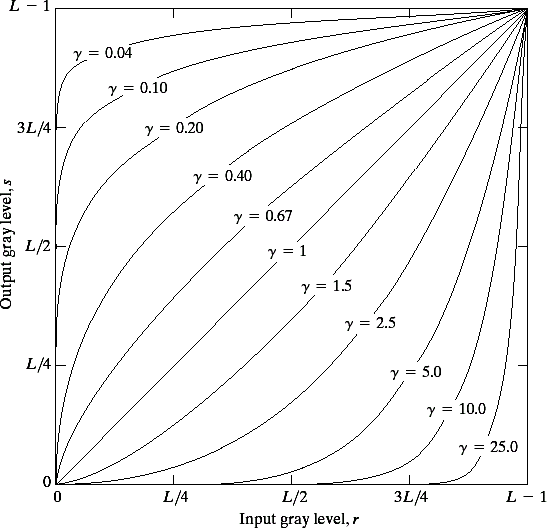 L − 1
γ = 0.04
γ = 0.10
3L/4
γ = 0.20
γ = 0.40
γ = 0.67
L/2
γ = 1
γ = 1.5
γ = 2.5
L/4
γ = 5.0
γ = 10.0
γ = 25.0
0
0
L/4
L/2
3L/4
L − 1
Output gray level, s
Input gray level, r